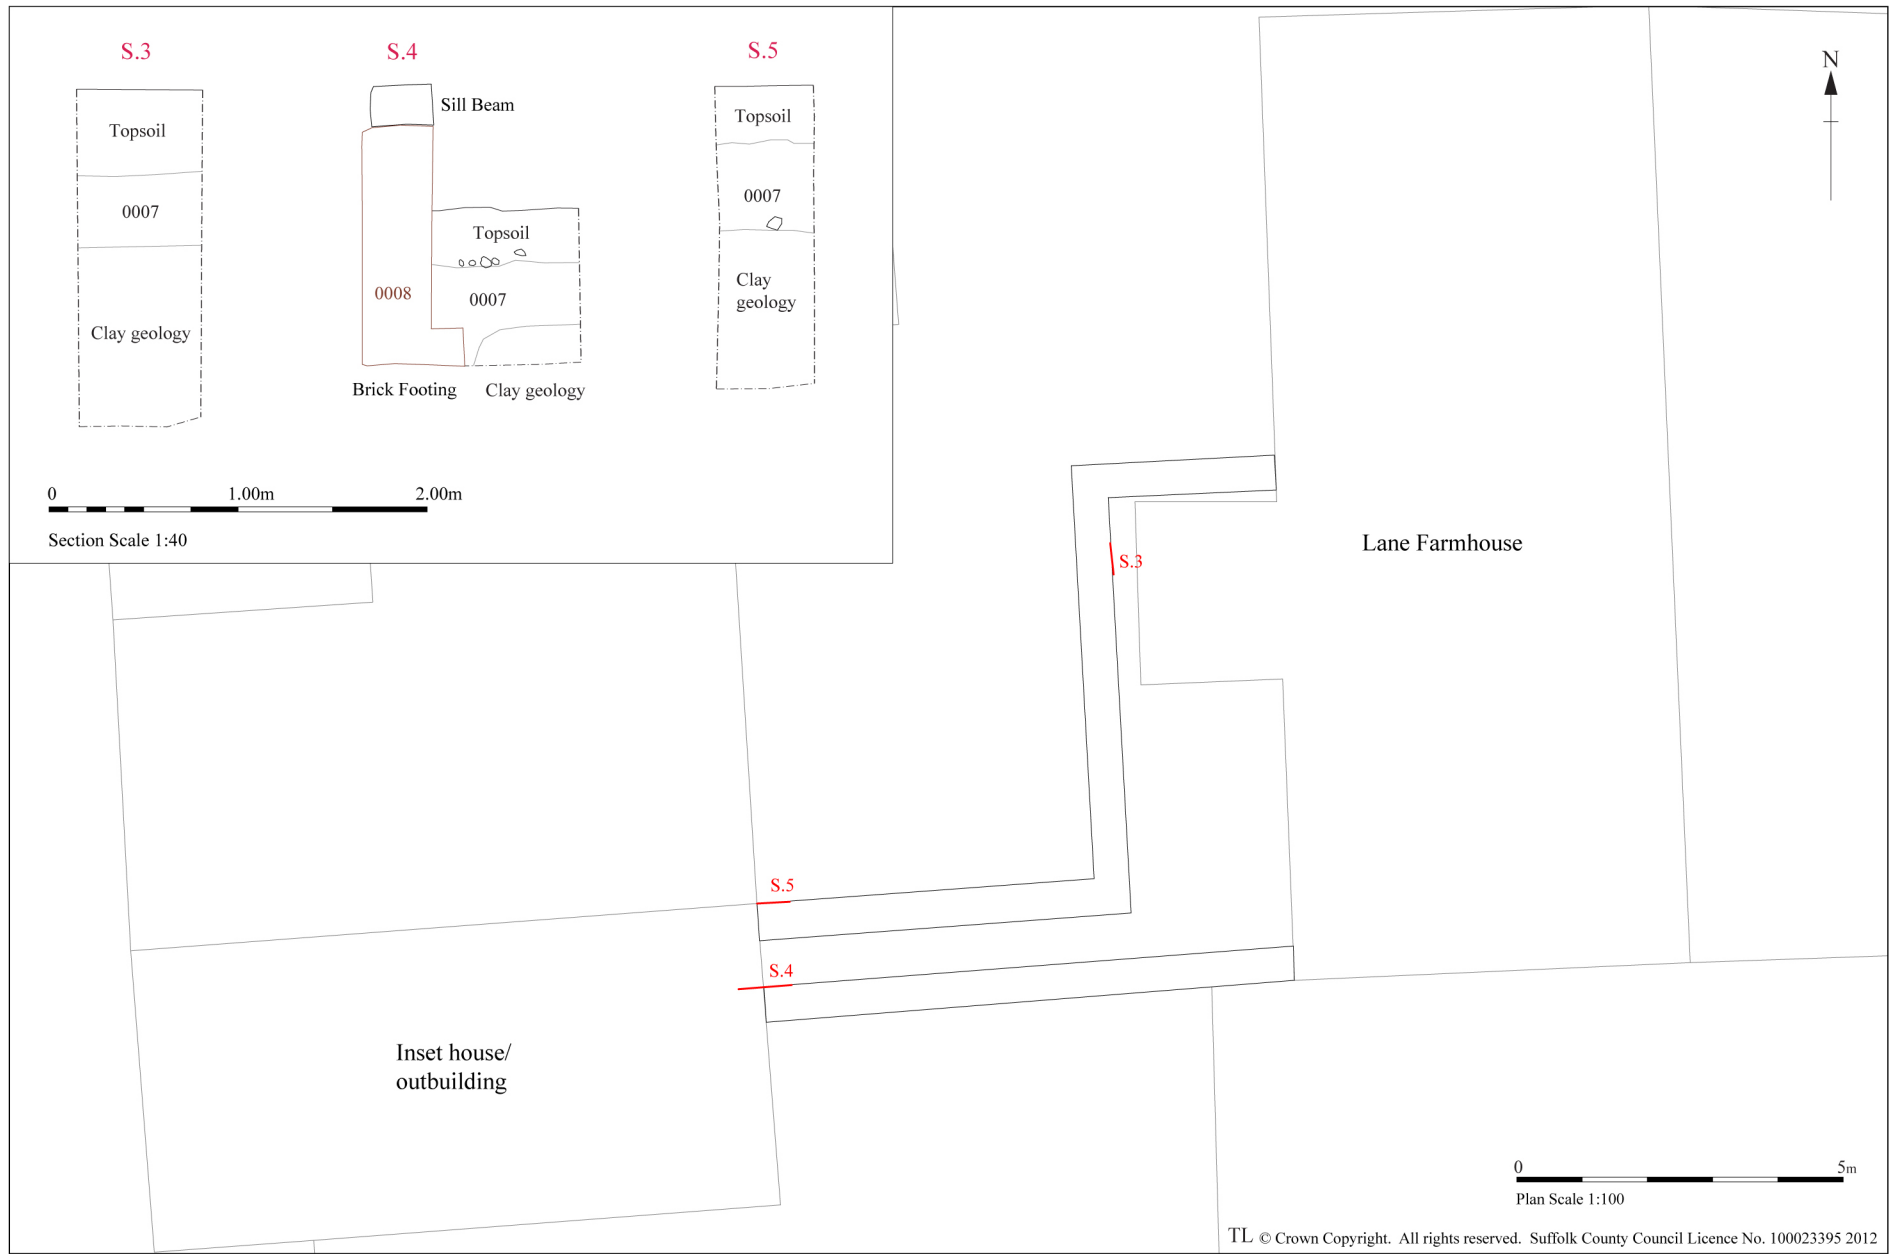 S.3
S.4
S.5
Topsoil
0007
Clay geology
Sill Beam
Topsoil
0008
0007
Brick Footing
Clay geology
Topsoil
0007
Clay
geology
0
1.00m
2.00m
Section Scale 1:40
N
Lane Farmhouse
S.3
S.5
S.4
Inset house/
outbuilding
0
5m
Plan Scale 1:100
TL © Crown Copyright. All rights reserved. Suffolk County Council Licence No. 100023395 2012